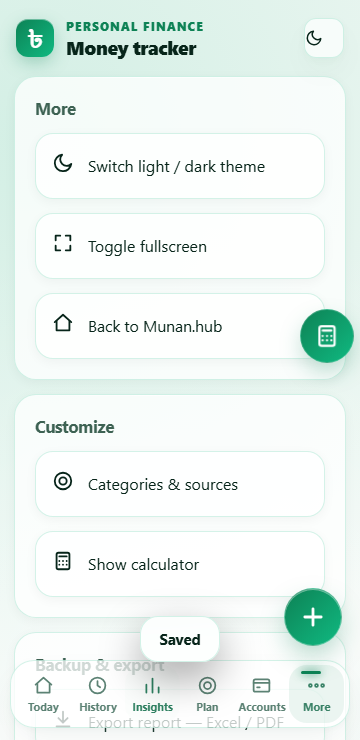 ৳
PERSONAL FINANCE
Money tracker
More
Switch light / dark theme
Toggle fullscreen
Back to Munan.hub
Customize
Categories & sources
Show calculator
Saved
Backup & export
Export report — Excel / PDF
Today
History
Insights
Plan
Accounts
More